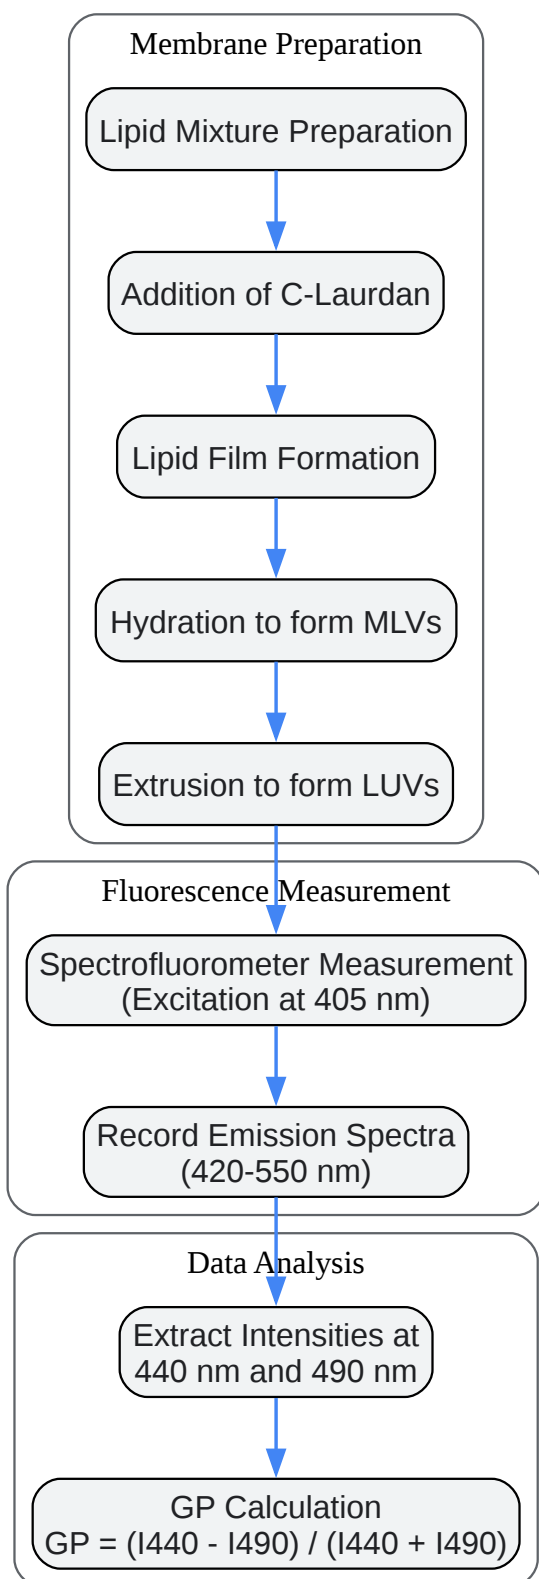 Membrane Preparation
Lipid Mixture Preparation
Addition of C-Laurdan
Lipid Film Formation
Hydration to form MLVs
Extrusion to form LUVs
Fluorescence Measurement
Spectrofluorometer Measurement
(Excitation at 405 nm)
Record Emission Spectra
(420-550 nm)
Data Analysis
Extract Intensities at
440 nm and 490 nm
GP Calculation
GP = (I440 - I490) / (I440 + I490)